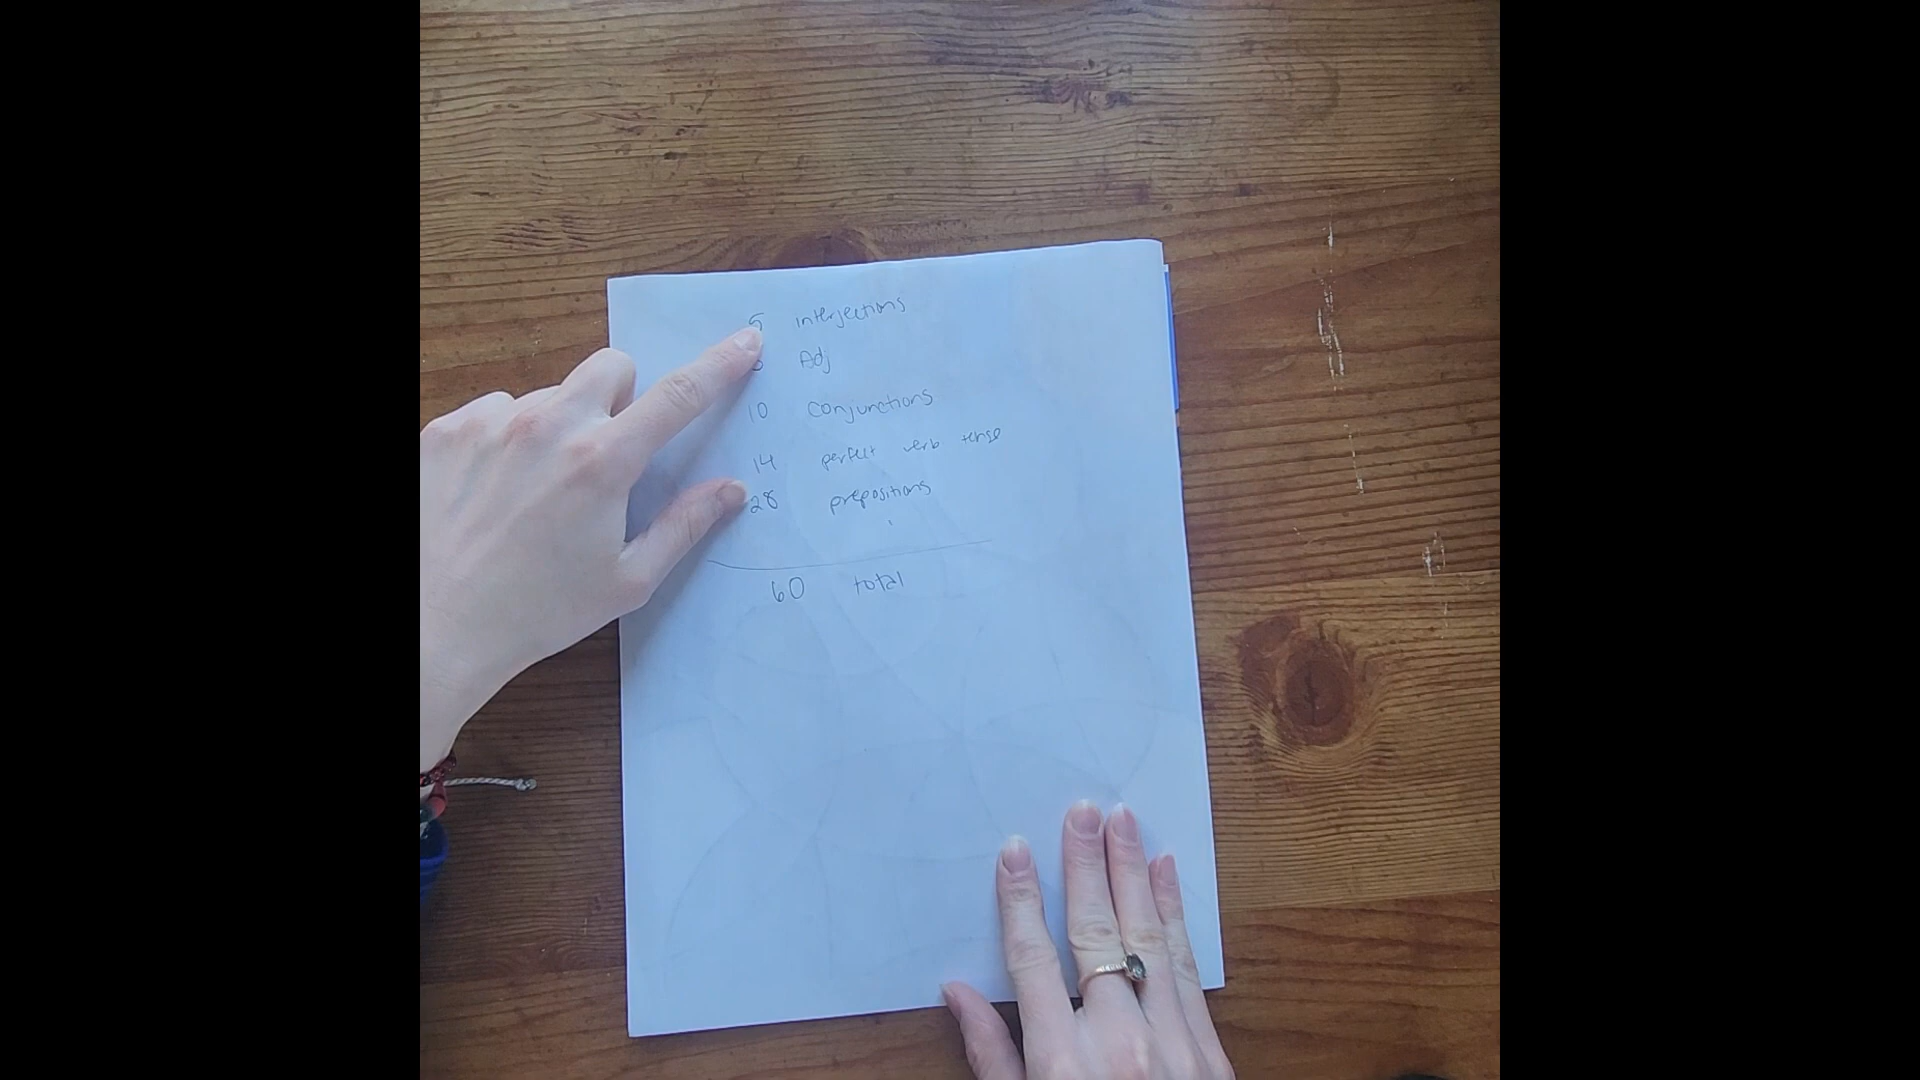 5 interjections
Adj
10 conjunctions
14 perfect verb tense
28 prepositions
60 total